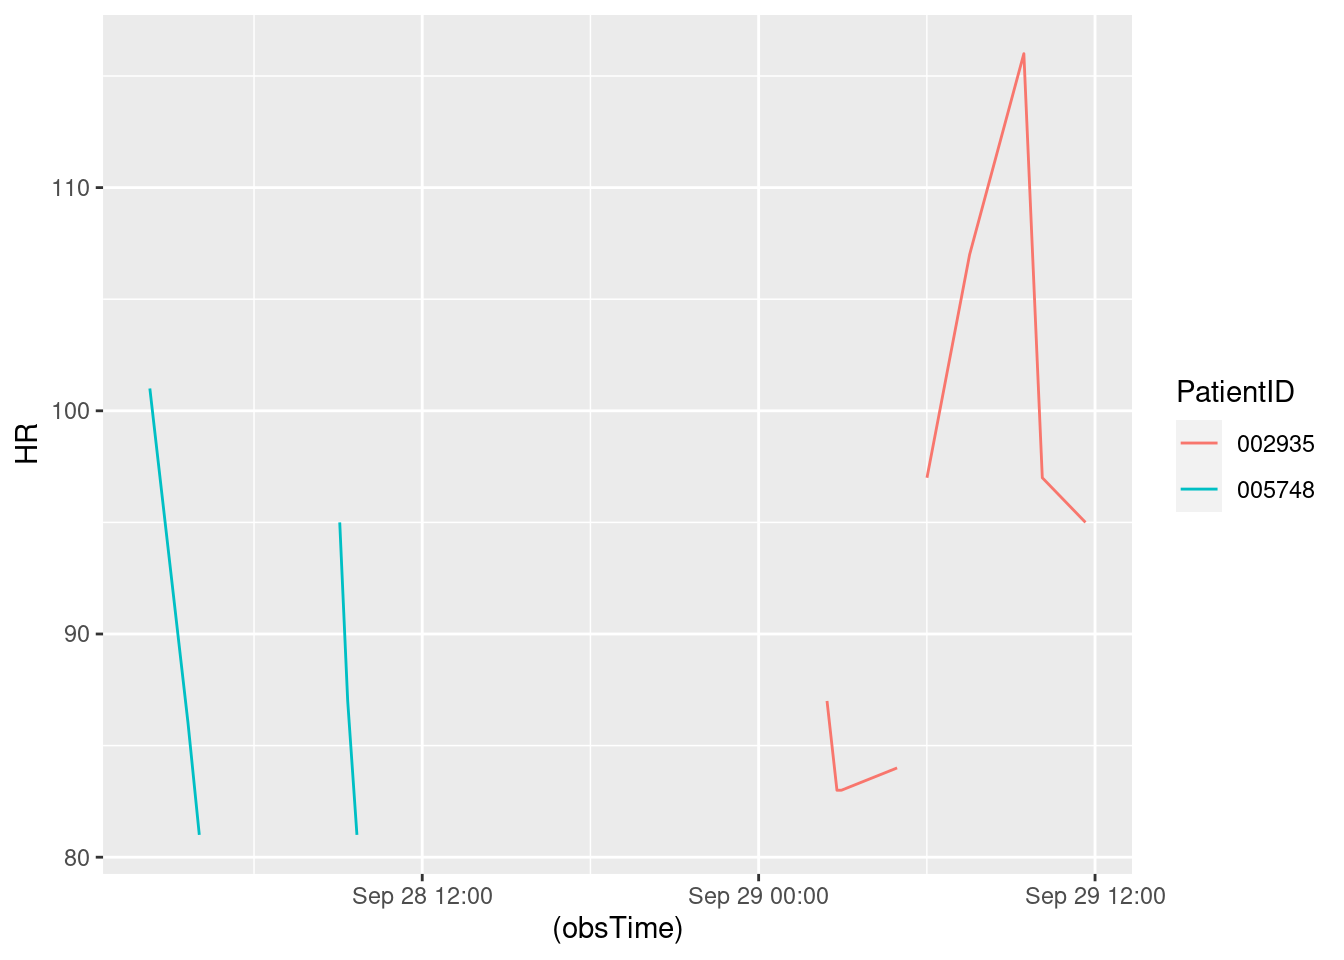 HR
110
100
90
80
Sep 28 12:00
Sep 29 00:00
Sep 29 12:00
(obsTime)
PatientID
002935
005748